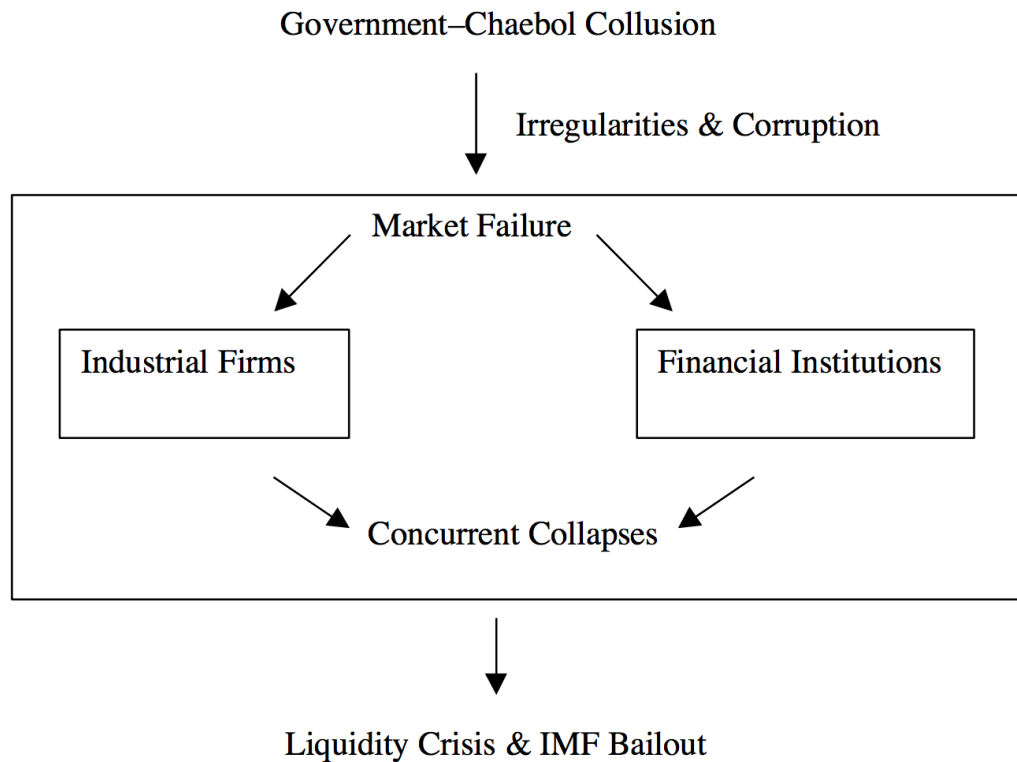 Government–Chaebol Collusion
Irregularities & Corruption
Market Failure
Industrial Firms
Financial Institutions
Concurrent Collapses
Liquidity Crisis & IMF Bailout